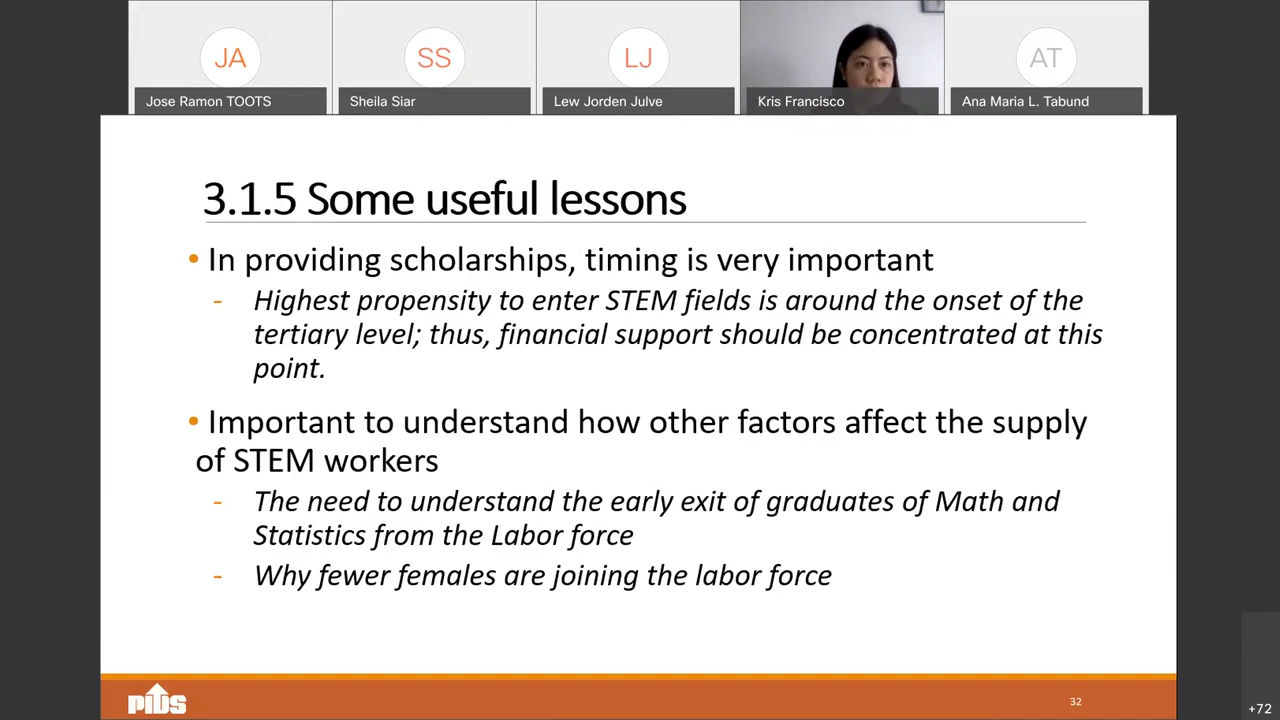 JA
SS
LJ
AT
Jose Ramon TOOTS
Sheila Siar
Lew Jorden Julve
Kris Francisco
Ana Maria L. Tabund
3.1.5 Some useful lessons
• In providing scholarships, timing is very important
- Highest propensity to enter STEM fields is around the onset of the
tertiary level; thus, financial support should be concentrated at this
point.
• Important to understand how other factors affect the supply
of STEM workers
- The need to understand the early exit of graduates of Math and
Statistics from the Labor force
- Why fewer females are joining the labor force
PIDS
32
+72